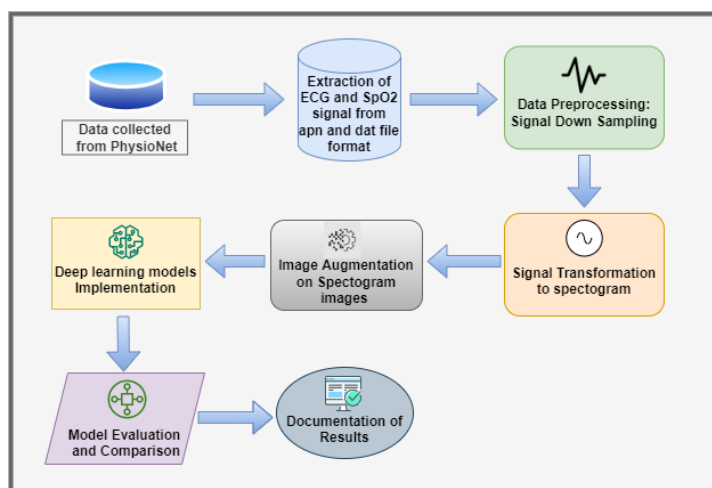 Data collected
from PhysioNet
Extraction of
ECG and SpO2
signal from
apn and dat file
format
Data Preprocessing:
Signal Down Sampling
Signal Transformation
to spectogram
Image Augmentation
on Spectogram
images
Deep learning models
Implementation
Model Evaluation
and Comparison
Documentation of
Results